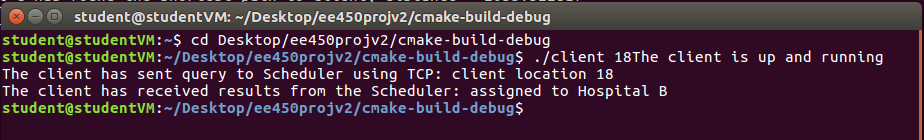 student@studentVM: ~/Desktop/ee450projv2/cmake-build-debug
student@studentVM:~$ cd Desktop/ee450projv2/cmake-build-debug
student@studentVM:~/Desktop/ee450projv2/cmake-build-debug$ ./client 18The client is up and running
The client has sent query to Scheduler using TCP: client location 18
The client has received results from the Scheduler: assigned to Hospital B
student@studentVM:~/Desktop/ee450projv2/cmake-build-debug$